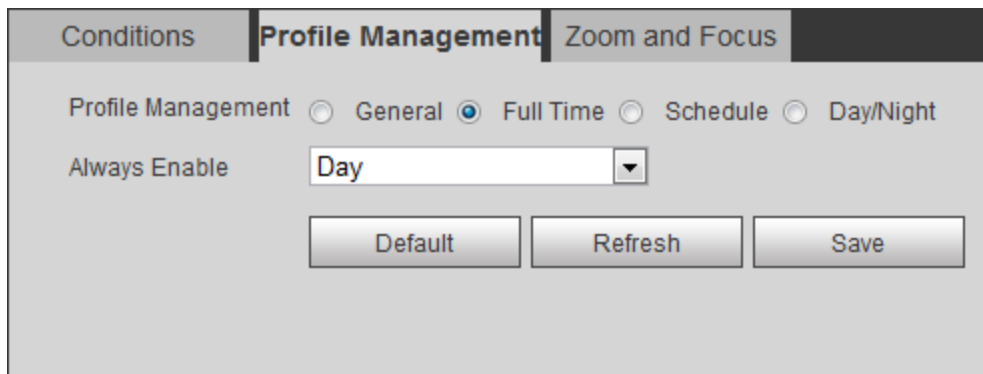 Conditions Profile Management Zoom and Focus
Profile Management General Full Time Schedule Day/Night
Always Enable Day
Default Refresh Save